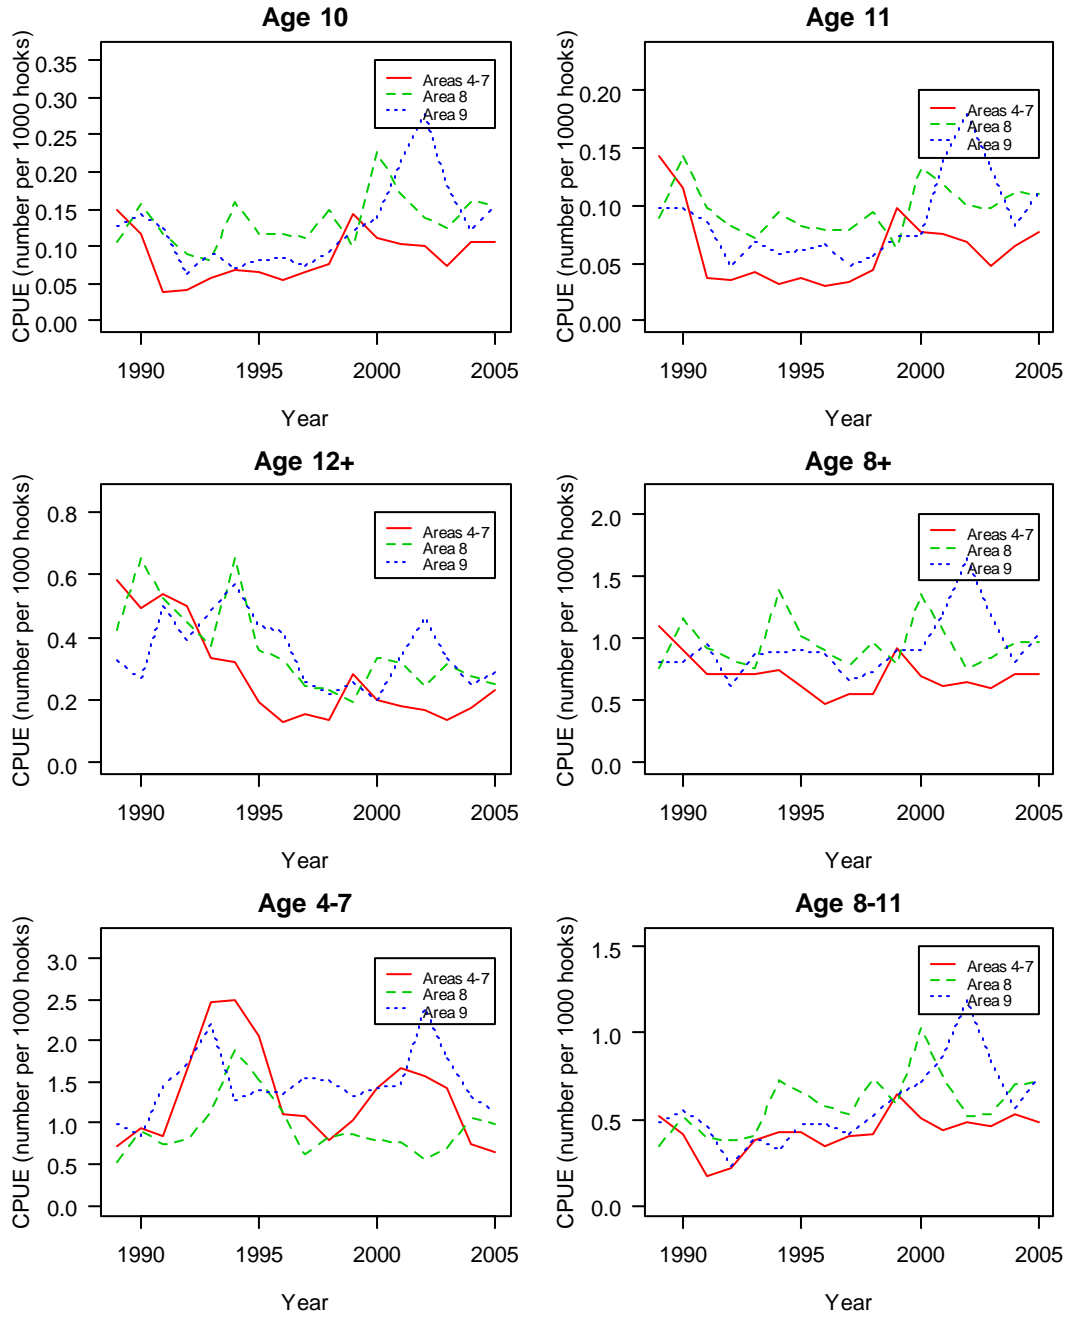 Age 10
CPUE (number per 1000 hooks)
0.35
0.30
0.25
0.20
0.15
0.10
0.05
0.00
Areas 4-7
Area 8
Area 9
1990 1995 2000 2005
Year
Age 11
CPUE (number per 1000 hooks)
0.20
0.15
0.10
0.05
0.00
Areas 4-7
Area 8
Area 9
1990 1995 2000 2005
Year
Age 12+
CPUE (number per 1000 hooks)
0.8
0.6
0.4
0.2
0.0
Areas 4-7
Area 8
Area 9
1990 1995 2000 2005
Year
Age 8+
CPUE (number per 1000 hooks)
2.0
1.5
1.0
0.5
0.0
Areas 4-7
Area 8
Area 9
1990 1995 2000 2005
Year
Age 4-7
CPUE (number per 1000 hooks)
3.0
2.5
2.0
1.5
1.0
0.5
0.0
Areas 4-7
Area 8
Area 9
1990 1995 2000 2005
Year
Age 8-11
CPUE (number per 1000 hooks)
1.5
1.0
0.5
0.0
Areas 4-7
Area 8
Area 9
1990 1995 2000 2005
Year